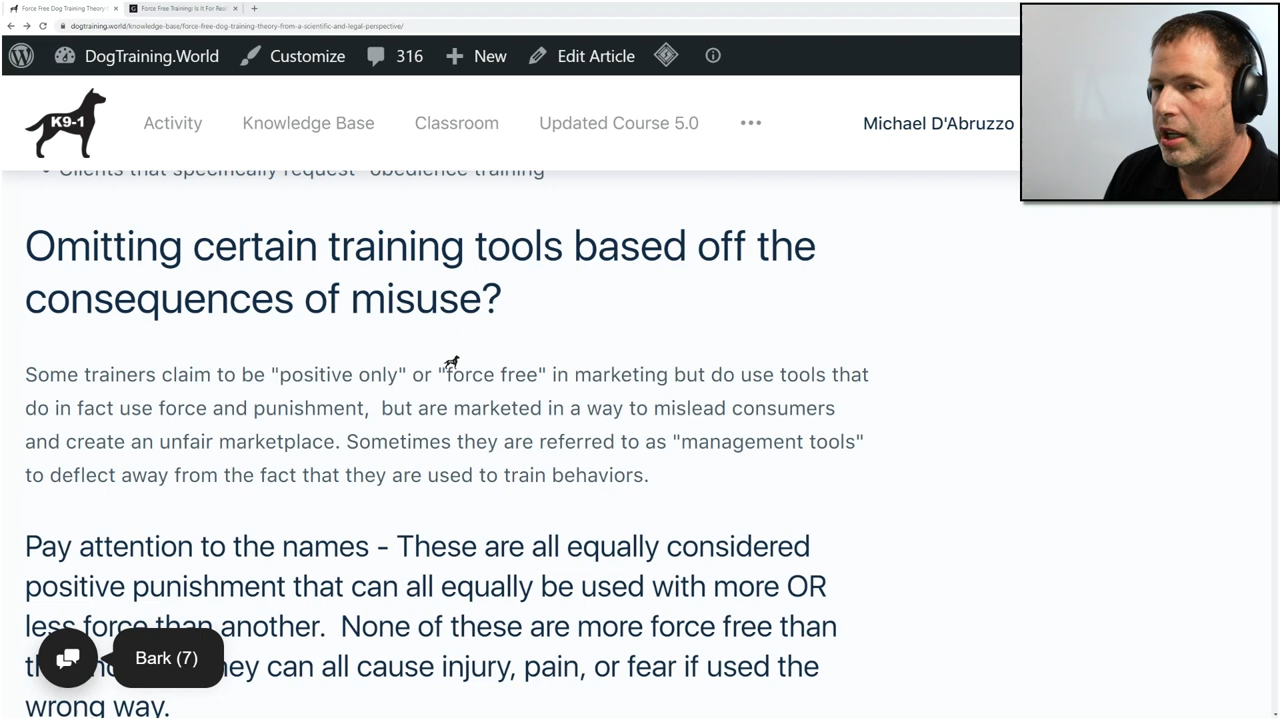 Force Free Dog Training Theory
Force Free Training: Is It For Real
dogtraining.world/knowledge-base/force-free-dog-training-theory-from-a-scientific-and-legal-perspective/
DogTraining.World Customize 316 New Edit Article
K9-1 Activity Knowledge Base Classroom Updated Course 5.0 ••• Michael D'Abruzzo
• Clients that specifically request "obedience training"
Omitting certain training tools based off the
consequences of misuse?
Some trainers claim to be "positive only" or "force free" in marketing but do use tools that
do in fact use force and punishment, but are marketed in a way to mislead consumers
and create an unfair marketplace. Sometimes they are referred to as "management tools"
to deflect away from the fact that they are used to train behaviors.
Pay attention to the names - These are all equally considered
positive punishment that can all equally be used with more OR
less force than another. None of these are more force free than
they can all cause injury, pain, or fear if used the
wrong way.
Bark (7)